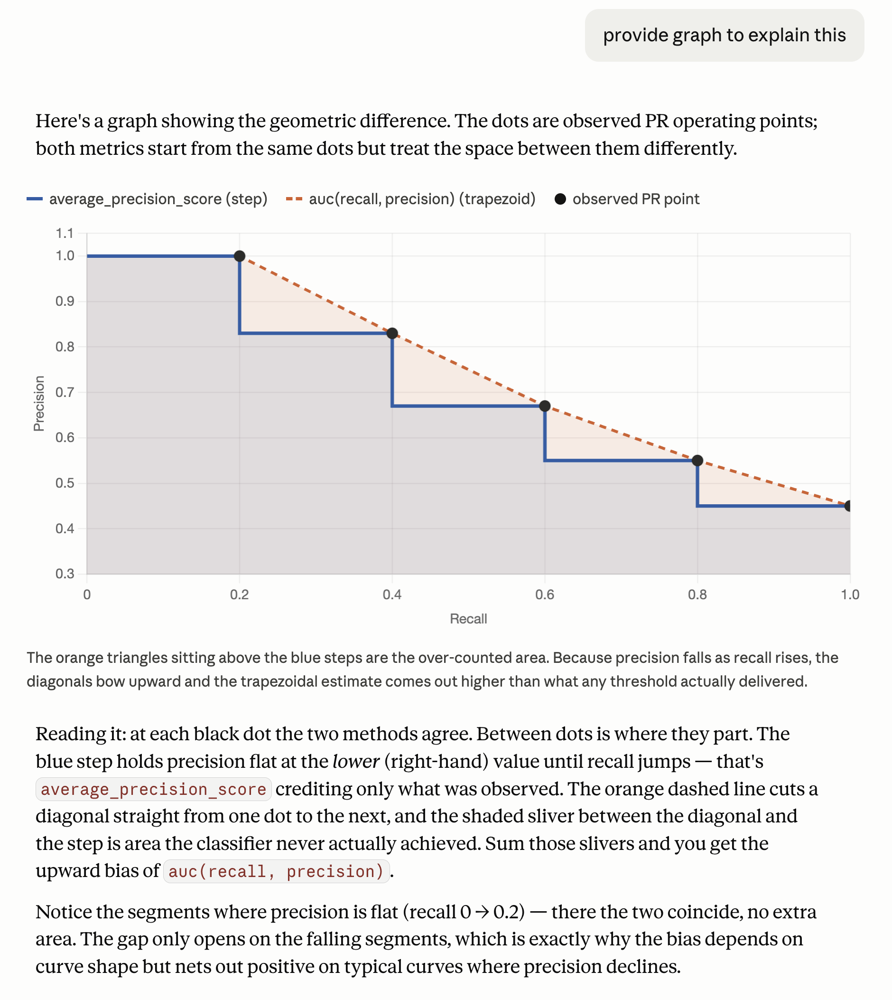 provide graph to explain this
Here's a graph showing the geometric difference. The dots are observed PR operating points;
both metrics start from the same dots but treat the space between them differently.
average_precision_score (step) auc(recall, precision) (trapezoid) observed PR point
1.1
1.0
0.9
0.8
0.7
0.6
0.5
0.4
0.3
Precision
0 0.2 0.4 0.6 0.8 1.0
Recall
The orange triangles sitting above the blue steps are the over-counted area. Because precision falls as recall rises, the
diagonals bow upward and the trapezoidal estimate comes out higher than what any threshold actually delivered.
Reading it: at each black dot the two methods agree. Between dots is where they part. The
blue step holds precision flat at the lower (right-hand) value until recall jumps — that's
average_precision_score crediting only what was observed. The orange dashed line cuts a
diagonal straight from one dot to the next, and the shaded sliver between the diagonal and
the step is area the classifier never actually achieved. Sum those slivers and you get the
upward bias of auc(recall, precision).
Notice the segments where precision is flat (recall 0 → 0.2) — there the two coincide, no extra
area. The gap only opens on the falling segments, which is exactly why the bias depends on
curve shape but nets out positive on typical curves where precision declines.